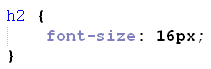 h2 {
font-size: 16px;
}